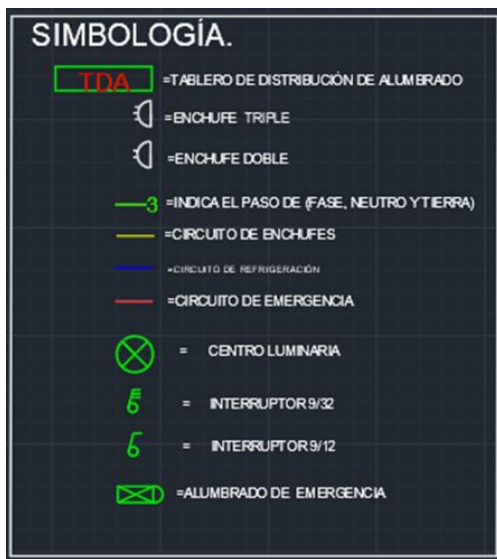 SIMBOLOGÍA.
TDA =TABLERO DE DISTRIBUCIÓN DE ALUMBRADO
=ENCHUFE TRIPLE
=ENCHUFE DOBLE
3 =INDICA EL PASO DE (FASE, NEUTRO Y TIERRA)
=CIRCUITO DE ENCHUFES
=CIRCUITO DE REFRIGERACIÓN
=CIRCUITO DE EMERGENCIA
= CENTRO LUMINARIA
= INTERRUPTOR 9/32
= INTERRUPTOR 9/12
=ALUMBRADO DE EMERGENCIA